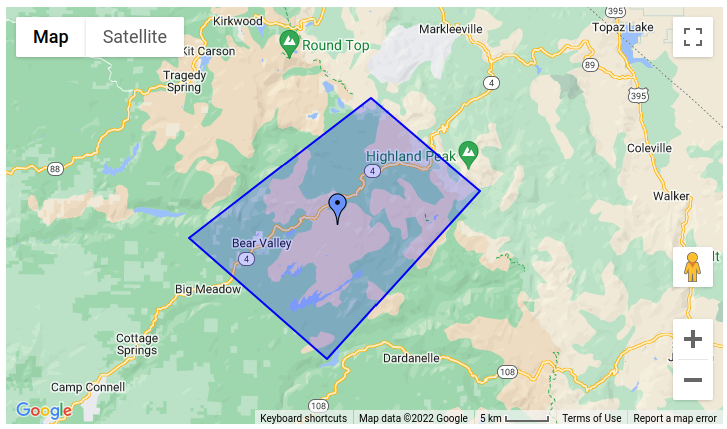 Map
Satellite
Kirkwood
Round Top
Kit Carson
Markleeville
395
Topaz Lake
Tragedy
Spring
89
4
395
88
Highland Peak
4
Coleville
Walker
Bear Valley
4
Big Meadow
Cottage
Springs
Dardanelle
108
Camp Connell
108
Google
Keyboard shortcuts
Map data ©2022 Google
5 km
Terms of Use
Report a map error